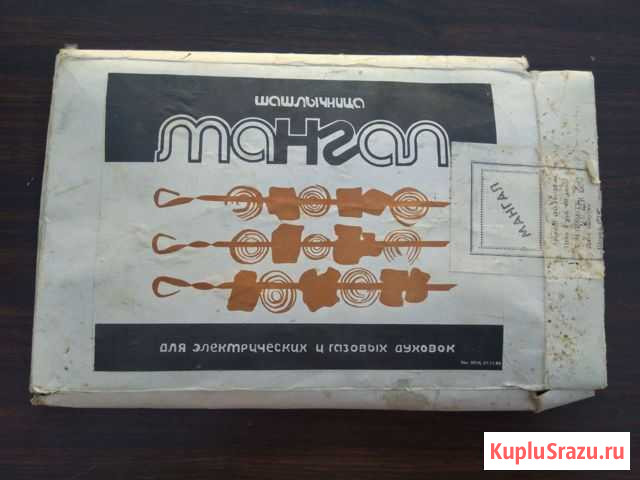 шашлычница
мангал
для электрических и газовых духовок
МАНГАЛ
KupluSrazu.ru